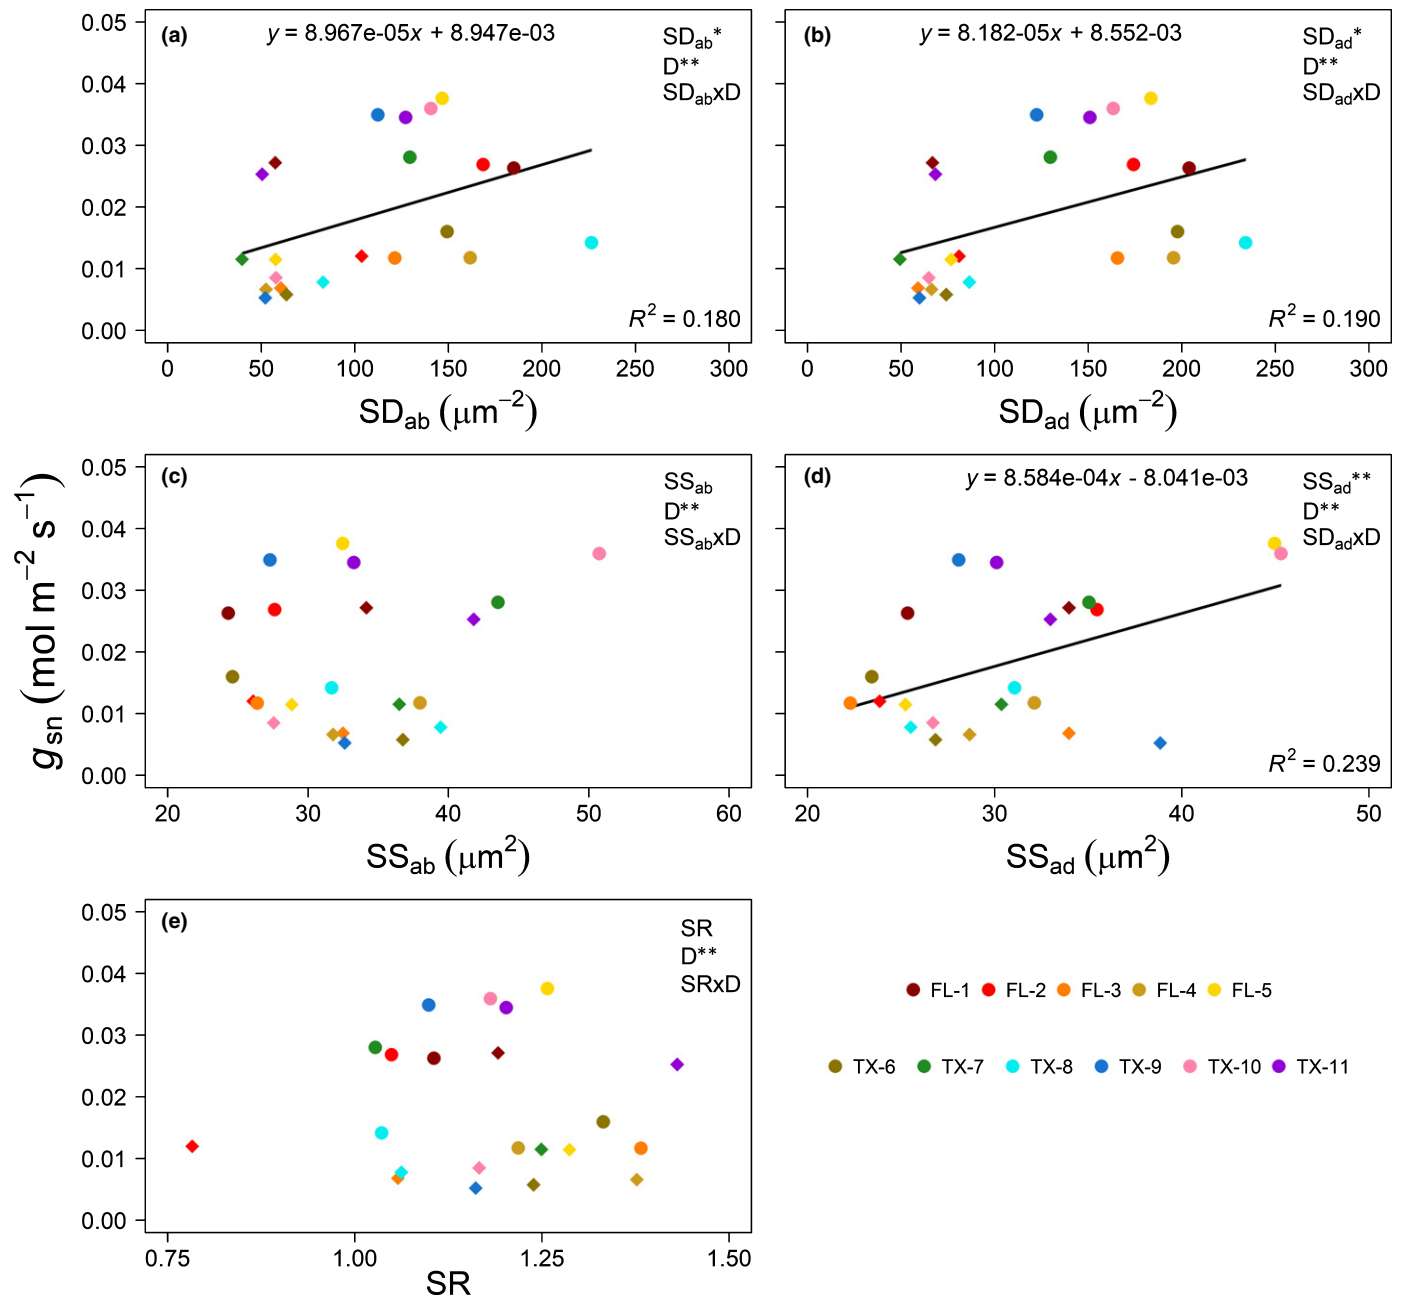 (a)
y = 8.967e-05x + 8.947e-03
SDab*
D**
SDabxD
R² = 0.180
0.05
0.04
0.03
0.02
0.01
0.00
0 50 100 150 200 250 300
SDab (μm−2)
(b)
y = 8.182-05x + 8.552-03
SDad*
D**
SDadxD
R² = 0.190
0 50 100 150 200 250 300
SDad (μm−2)
gsn (mol m−2 s−1)
(c)
SSab
D**
SSabxD
0.05
0.04
0.03
0.02
0.01
0.00
20 30 40 50 60
SSab (μm2)
(d)
y = 8.584e-04x - 8.041e-03
SSad**
D**
SDadxD
R² = 0.239
20 30 40 50
SSad (μm2)
(e)
SR
D**
SRxD
0.05
0.04
0.03
0.02
0.01
0.00
0.75 1.00 1.25 1.50
SR
FL-1 FL-2 FL-3 FL-4 FL-5
TX-6 TX-7 TX-8 TX-9 TX-10 TX-11